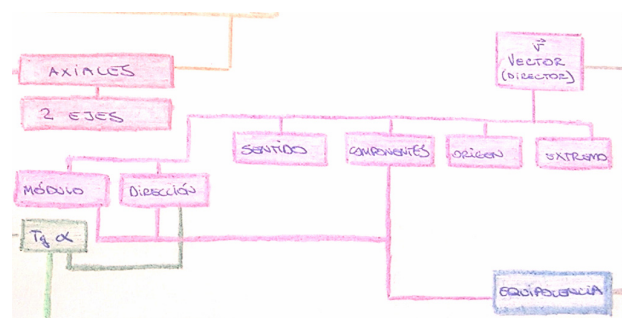 v⃗
VECTOR
(DIRECTOR)
AXIALES
2 EJES
SENTIDO
COMPONENTES
ORIGEN
EXTREMO
MÓDULO
DIRECCIÓN
Tg α
EQUIPOLENCIA